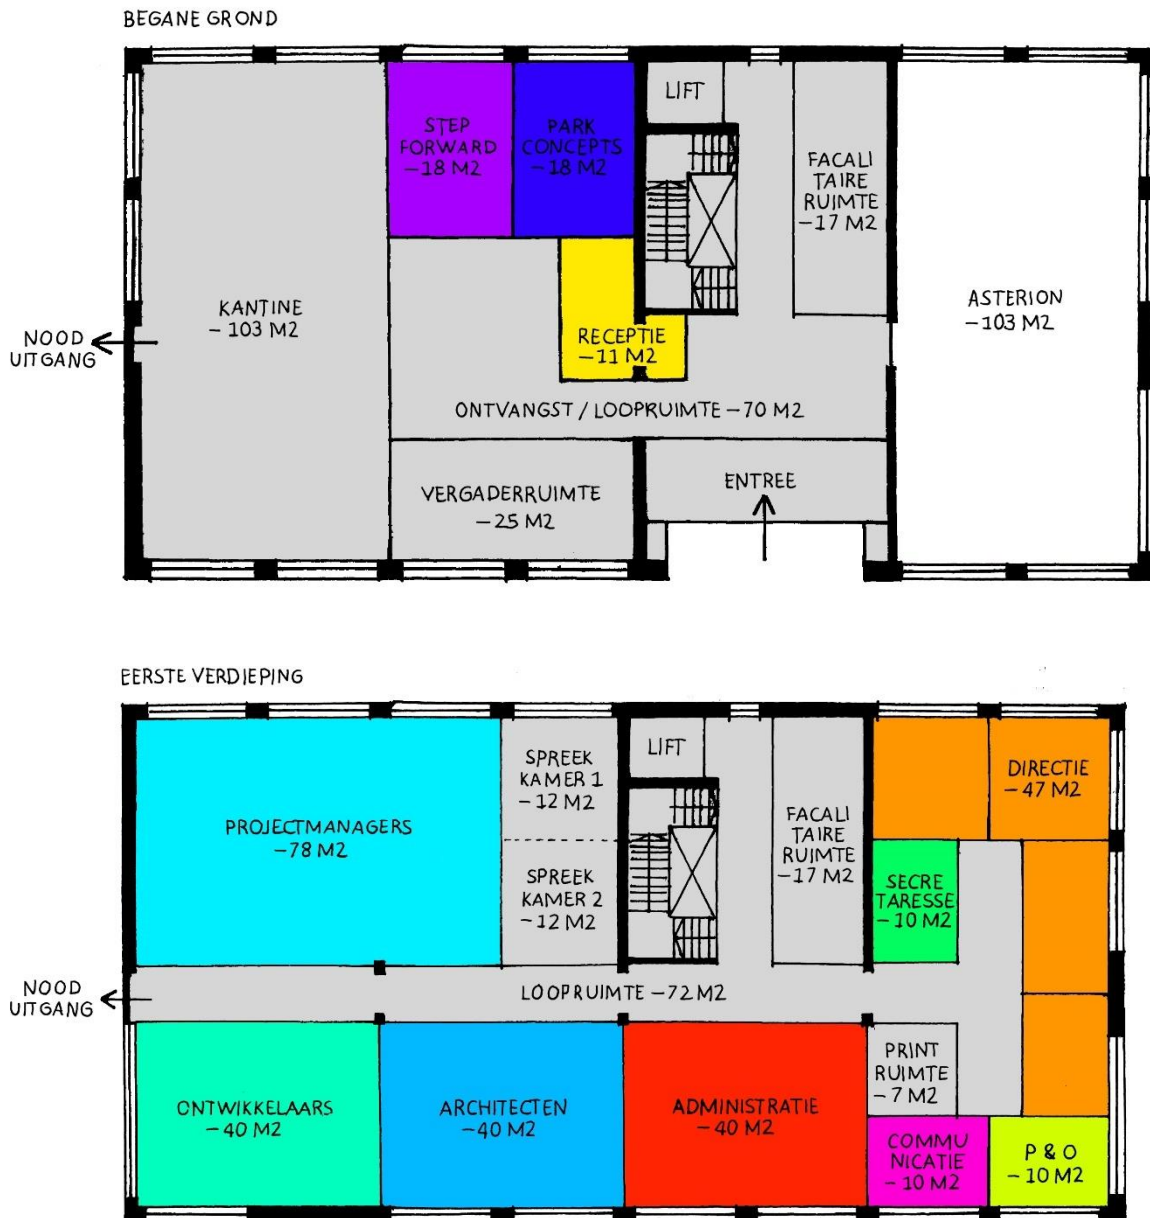 BEGANE GROND
LIFT
STEP
FORWARD
-18 M2
PARK
CONCEPTS
-18 M2
FACALI
TAIRE
RUIMTE
-17 M2
KANTINE
- 103 M2
ASTERION
-103 M2
NOOD
UITGANG
RECEPTIE
-11 M2
ONTVANGST / LOOPRUIMTE -70 M2
VERGADERRUIMTE
-25 M2
ENTREE
EERSTE VERDIEPING
LIFT
SPREEK
KAMER 1
-12 M2
DIRECTIE
-47 M2
PROJECTMANAGERS
-78 M2
FACALI
TAIRE
RUIMTE
-17 M2
SPREEK
KAMER 2
-12 M2
SECRE
TARESSE
-10 M2
NOOD
UITGANG
LOOPRUIMTE -72 M2
PRINT
RUIMTE
-7 M2
ONTWIKKELAARS
-40 M2
ARCHITECTEN
-40 M2
ADMINISTRATIE
-40 M2
COMMU
NICATIE
-10 M2
P & O
-10 M2